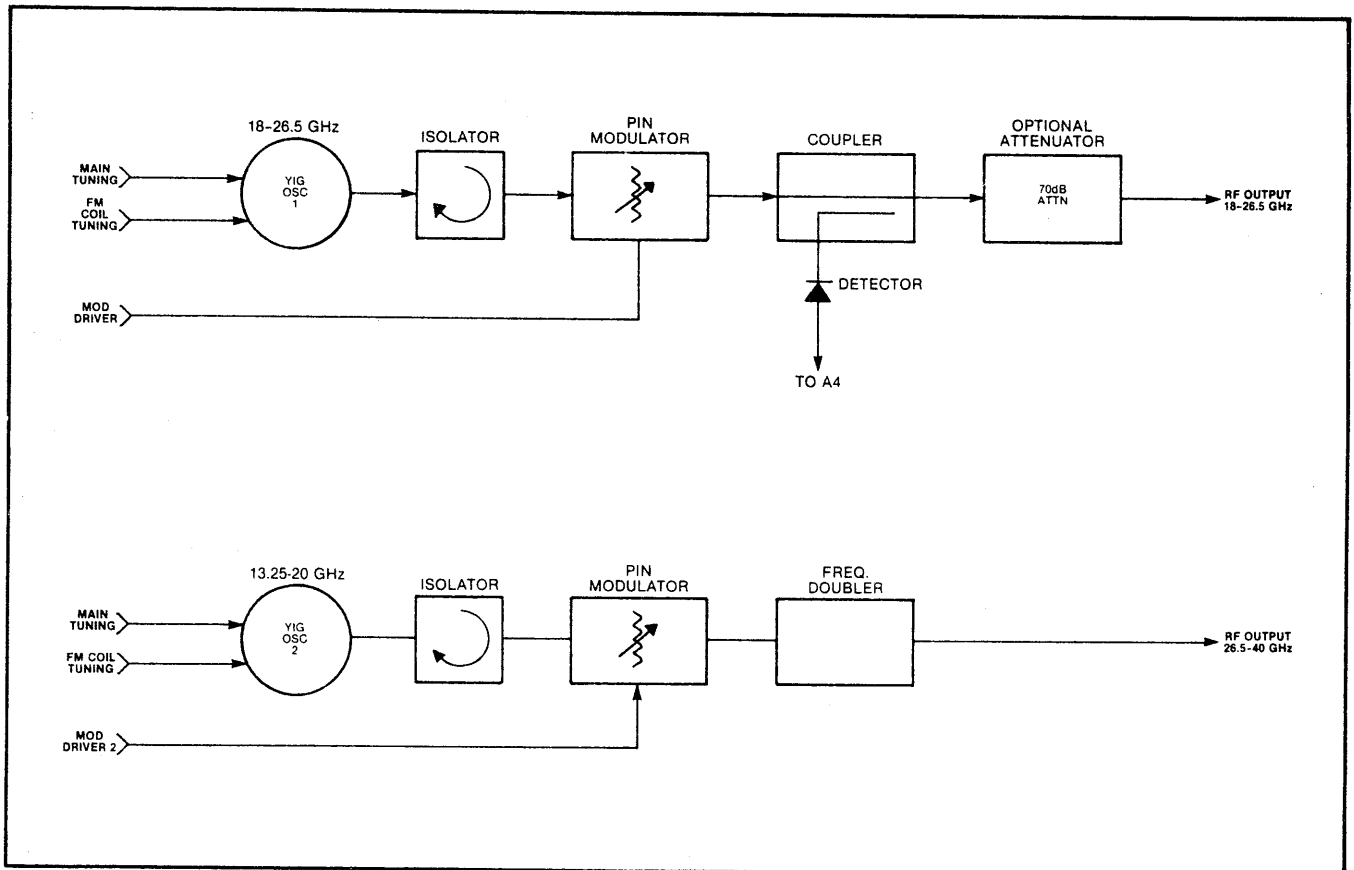 18-26.5 GHz
ISOLATOR
PIN
MODULATOR
COUPLER
OPTIONAL
ATTENUATOR
MAIN
TUNING
FM
COIL
TUNING
YIG
OSC
1
70dB
ATTN
RF OUTPUT
18-26.5 GHz
MOD
DRIVER
DETECTOR
TO A4
13.25-20 GHz
ISOLATOR
PIN
MODULATOR
FREQ.
DOUBLER
MAIN
TUNING
FM COIL
TUNING
YIG
OSC
2
RF OUTPUT
26.5-40 GHz
MOD
DRIVER 2